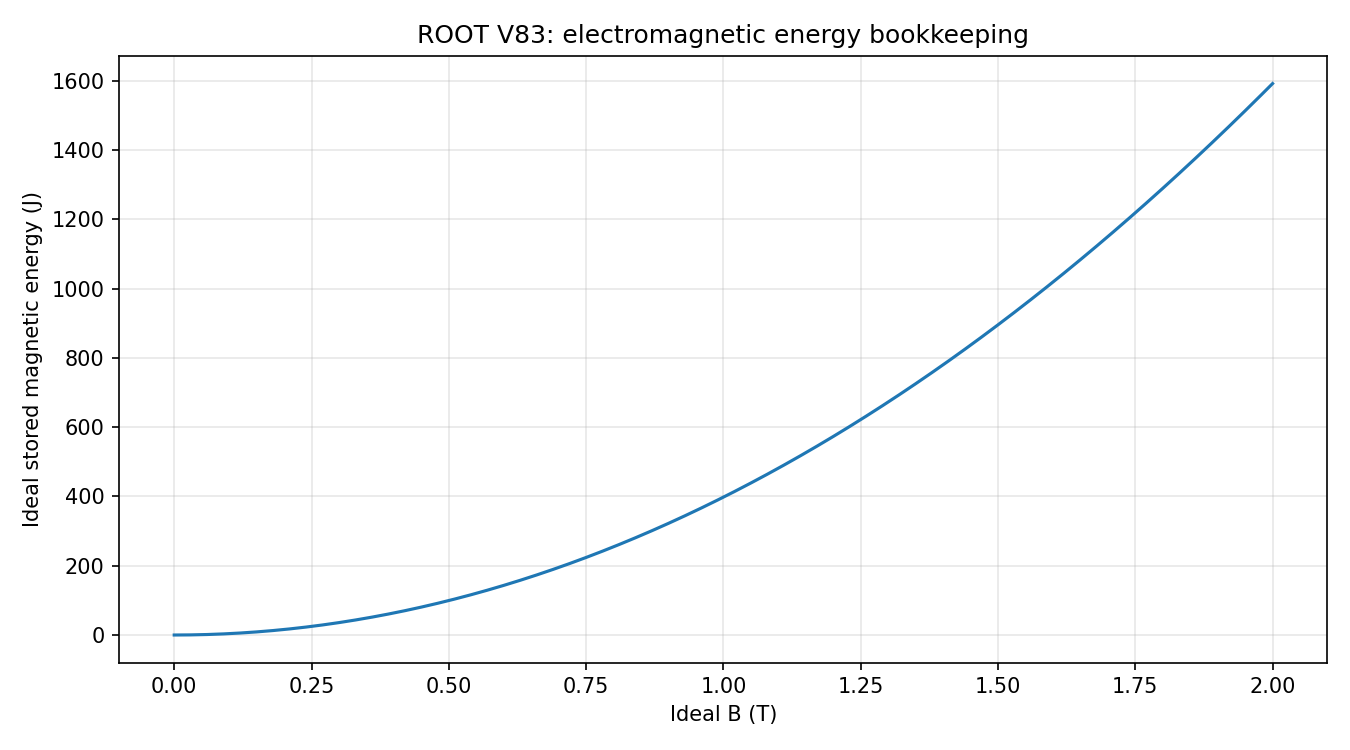 ROOT V83: electromagnetic energy bookkeeping
Ideal stored magnetic energy (J)
1600
1400
1200
1000
800
600
400
200
0
0.00 0.25 0.50 0.75 1.00 1.25 1.50 1.75 2.00
Ideal B (T)